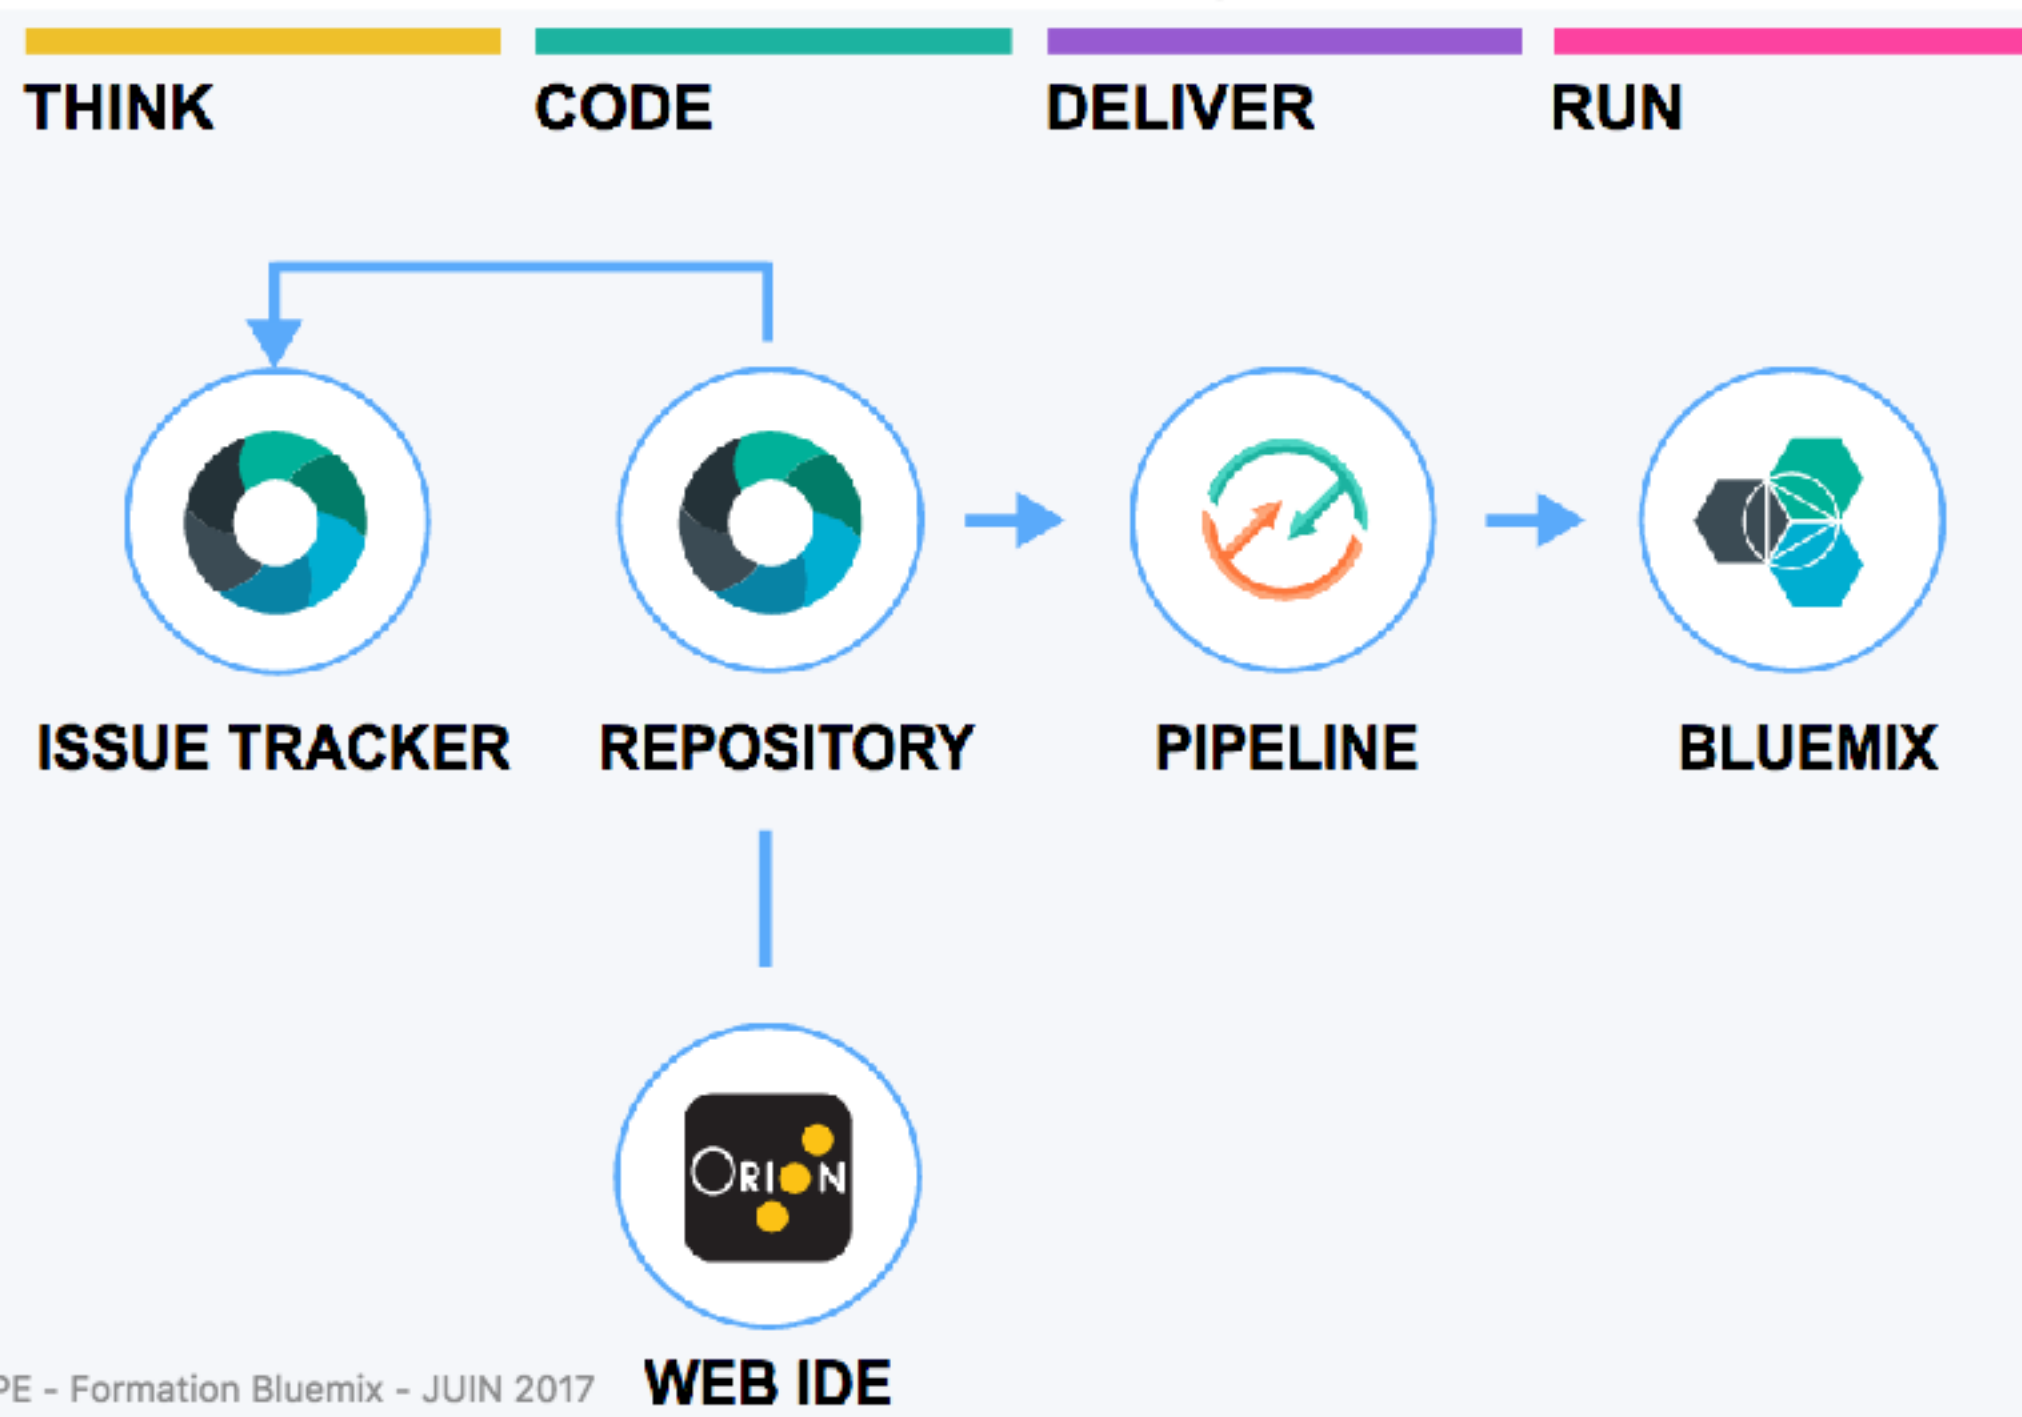 THINK
CODE
DELIVER
RUN
ISSUE TRACKER
REPOSITORY
PIPELINE
BLUEMIX
ORION
WEB IDE
PE - Formation Bluemix - JUIN 2017